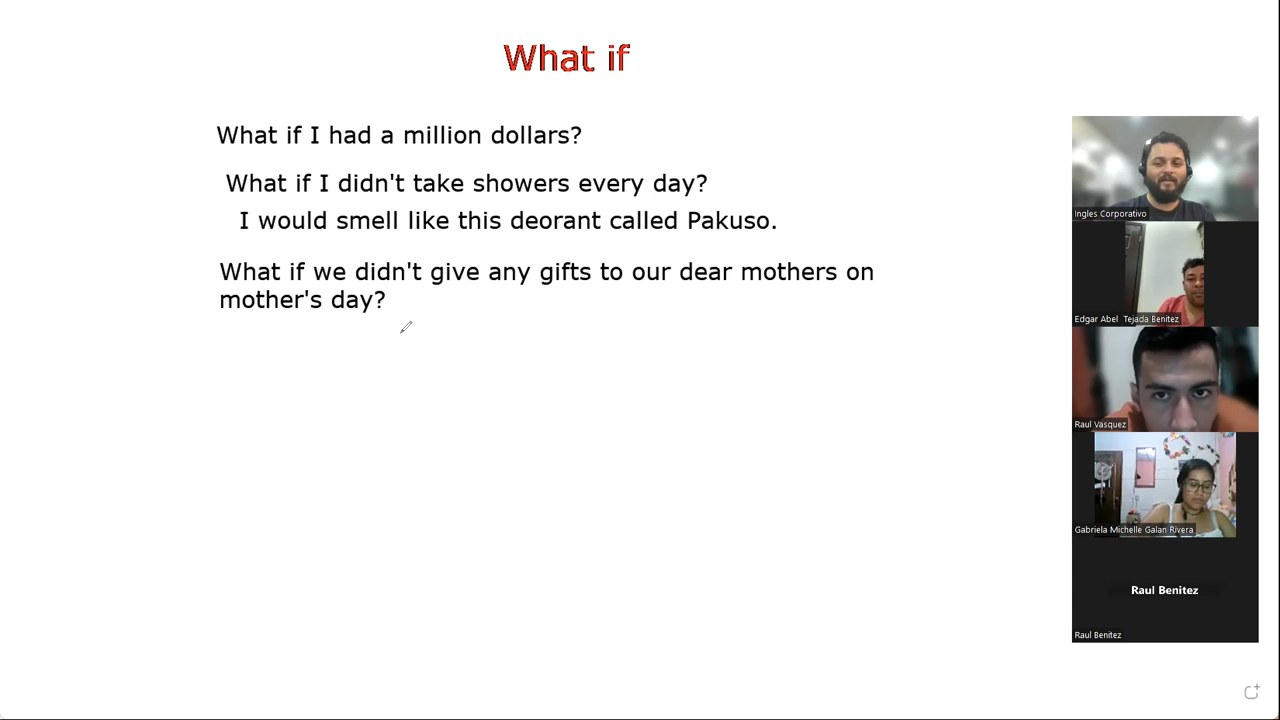 What if
What if I had a million dollars?
What if I didn't take showers every day?
I would smell like this deorant called Pakuso.
What if we didn't give any gifts to our dear mothers on
mother's day?
Ingles Corporativo
Edgar Abel Tejada Benitez
Raul Vasquez
Gabriela Michelle Galan Rivera
Raul Benitez
Raul Benitez